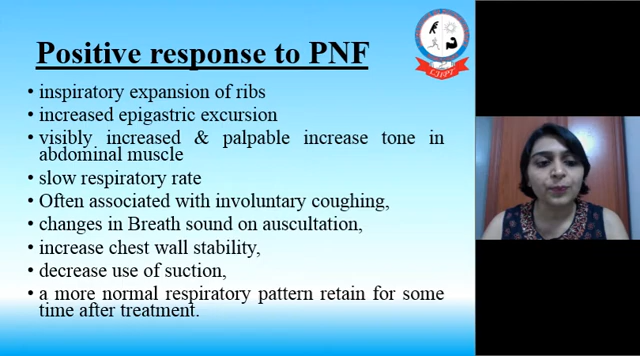 Positive response to PNF
• inspiratory expansion of ribs
• increased epigastric excursion
• visibly increased & palpable increase tone in
abdominal muscle
• slow respiratory rate
• Often associated with involuntary coughing,
• changes in Breath sound on auscultation,
• increase chest wall stability,
• decrease use of suction,
• a more normal respiratory pattern retain for some
time after treatment.